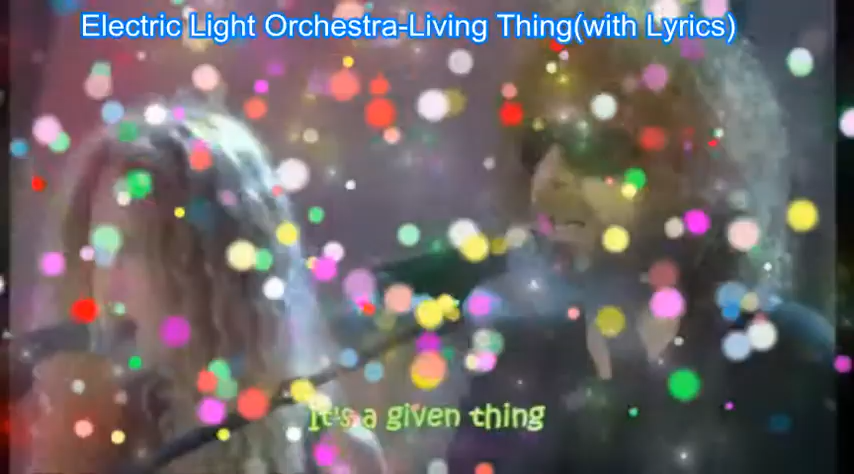 Electric Light Orchestra-Living Thing(with Lyrics)
It's a given thing